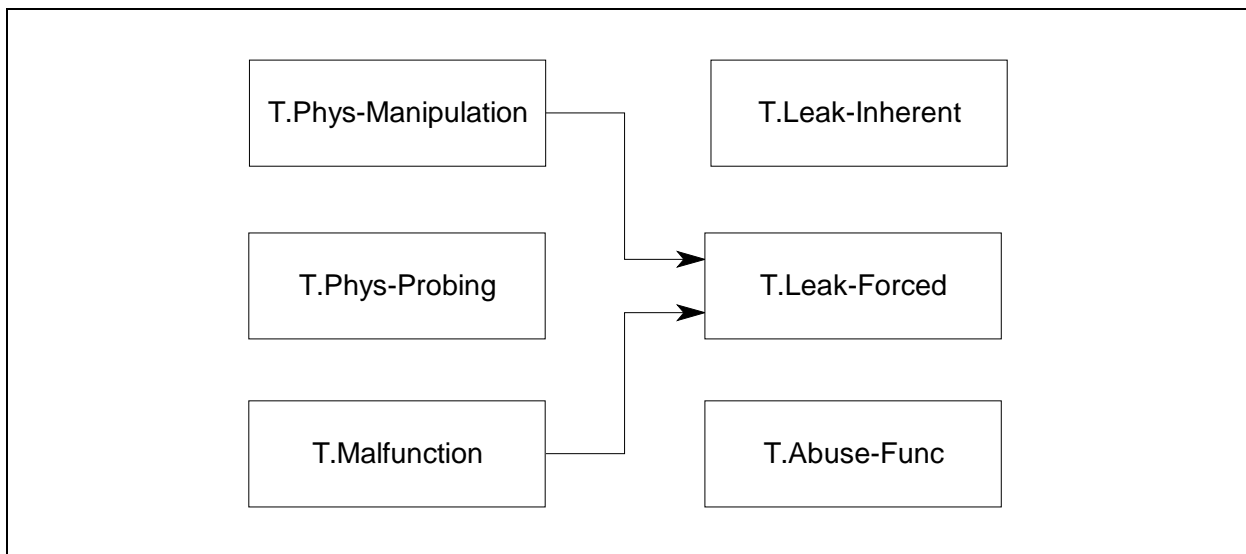 T.Phys-Manipulation
T.Leak-Inherent
T.Phys-Probing
T.Leak-Forced
T.Malfunction
T.Abuse-Func